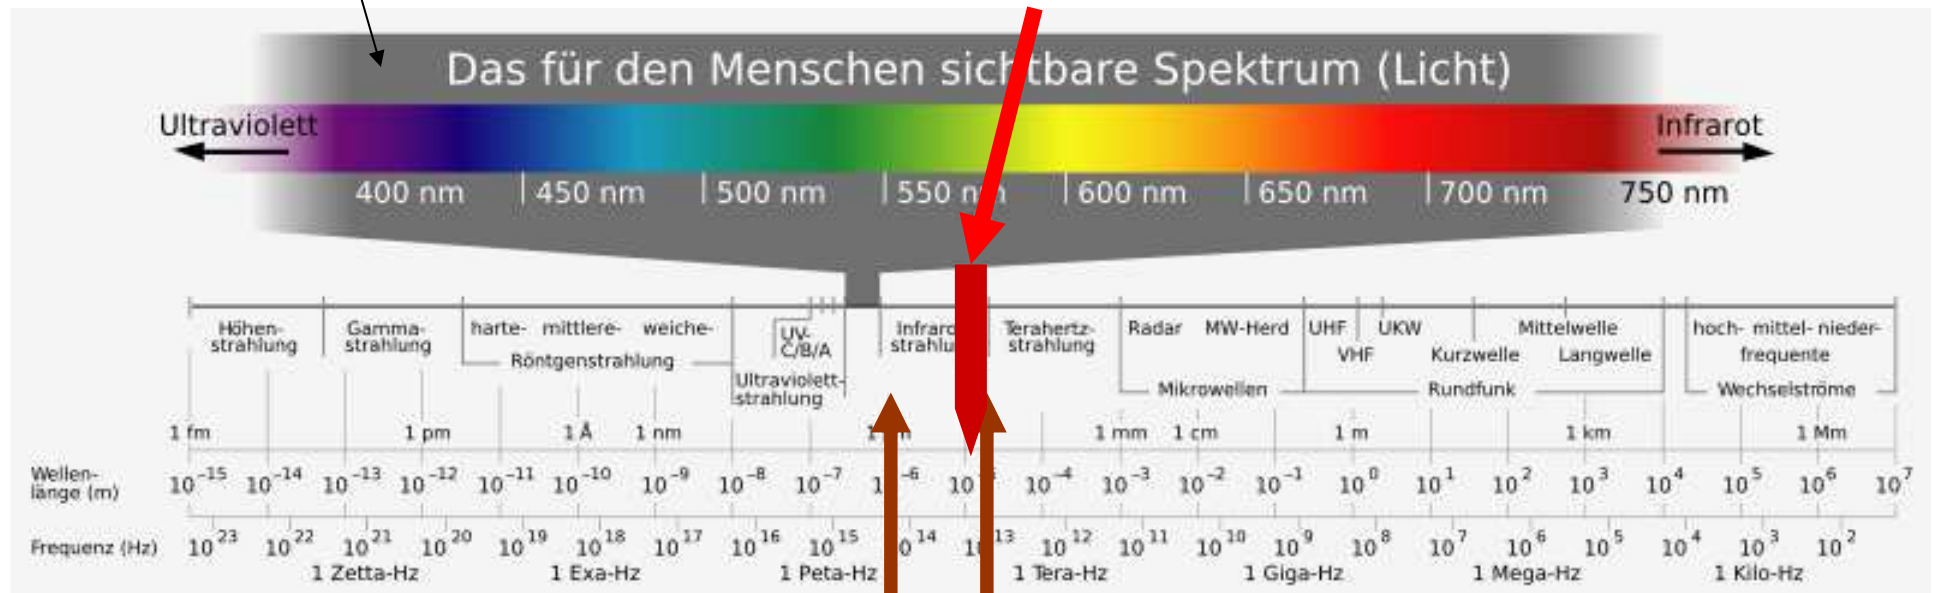 Das für den Menschen sichtbare Spektrum (Licht)
Ultraviolett
Infrarot
400 nm 450 nm 500 nm 550 nm 600 nm 650 nm 700 nm 750 nm
Höhen- Gamma- harte- mittlere- weiche- UV- Terahertz- Radar MW-Herd UHF UKW Mittelwelle hoch- mittel- nieder-
strahlung strahlung C/B/A strahlung VHF Kurzwelle Langwelle frequente
Röntgenstrahlung
Ultraviolett- Mikrowellen Rundfunk Wechselströme
strahlung
1 fm 1 pm 1 Å 1 nm 1 mm 1 cm 1 m 1 km 1 Mm
Wellen-
länge (m) 10⁻¹⁵ 10⁻¹⁴ 10⁻¹³ 10⁻¹² 10⁻¹¹ 10⁻¹⁰ 10⁻⁹ 10⁻⁸ 10⁻⁷ 10⁻⁴ 10⁻³ 10⁻² 10⁻¹ 10⁰ 10¹ 10² 10³ 10⁴ 10⁵ 10⁶ 10⁷
Frequenz (Hz) 10²³ 10²² 10²¹ 10²⁰ 10¹⁹ 10¹⁸ 10¹⁷ 10¹⁶ 10¹⁵ 10¹² 10¹¹ 10¹⁰ 10⁹ 10⁸ 10⁷ 10⁶ 10⁵ 10⁴ 10³ 10²
1 Zetta-Hz 1 Exa-Hz 1 Peta-Hz 1 Tera-Hz 1 Giga-Hz 1 Mega-Hz 1 Kilo-Hz